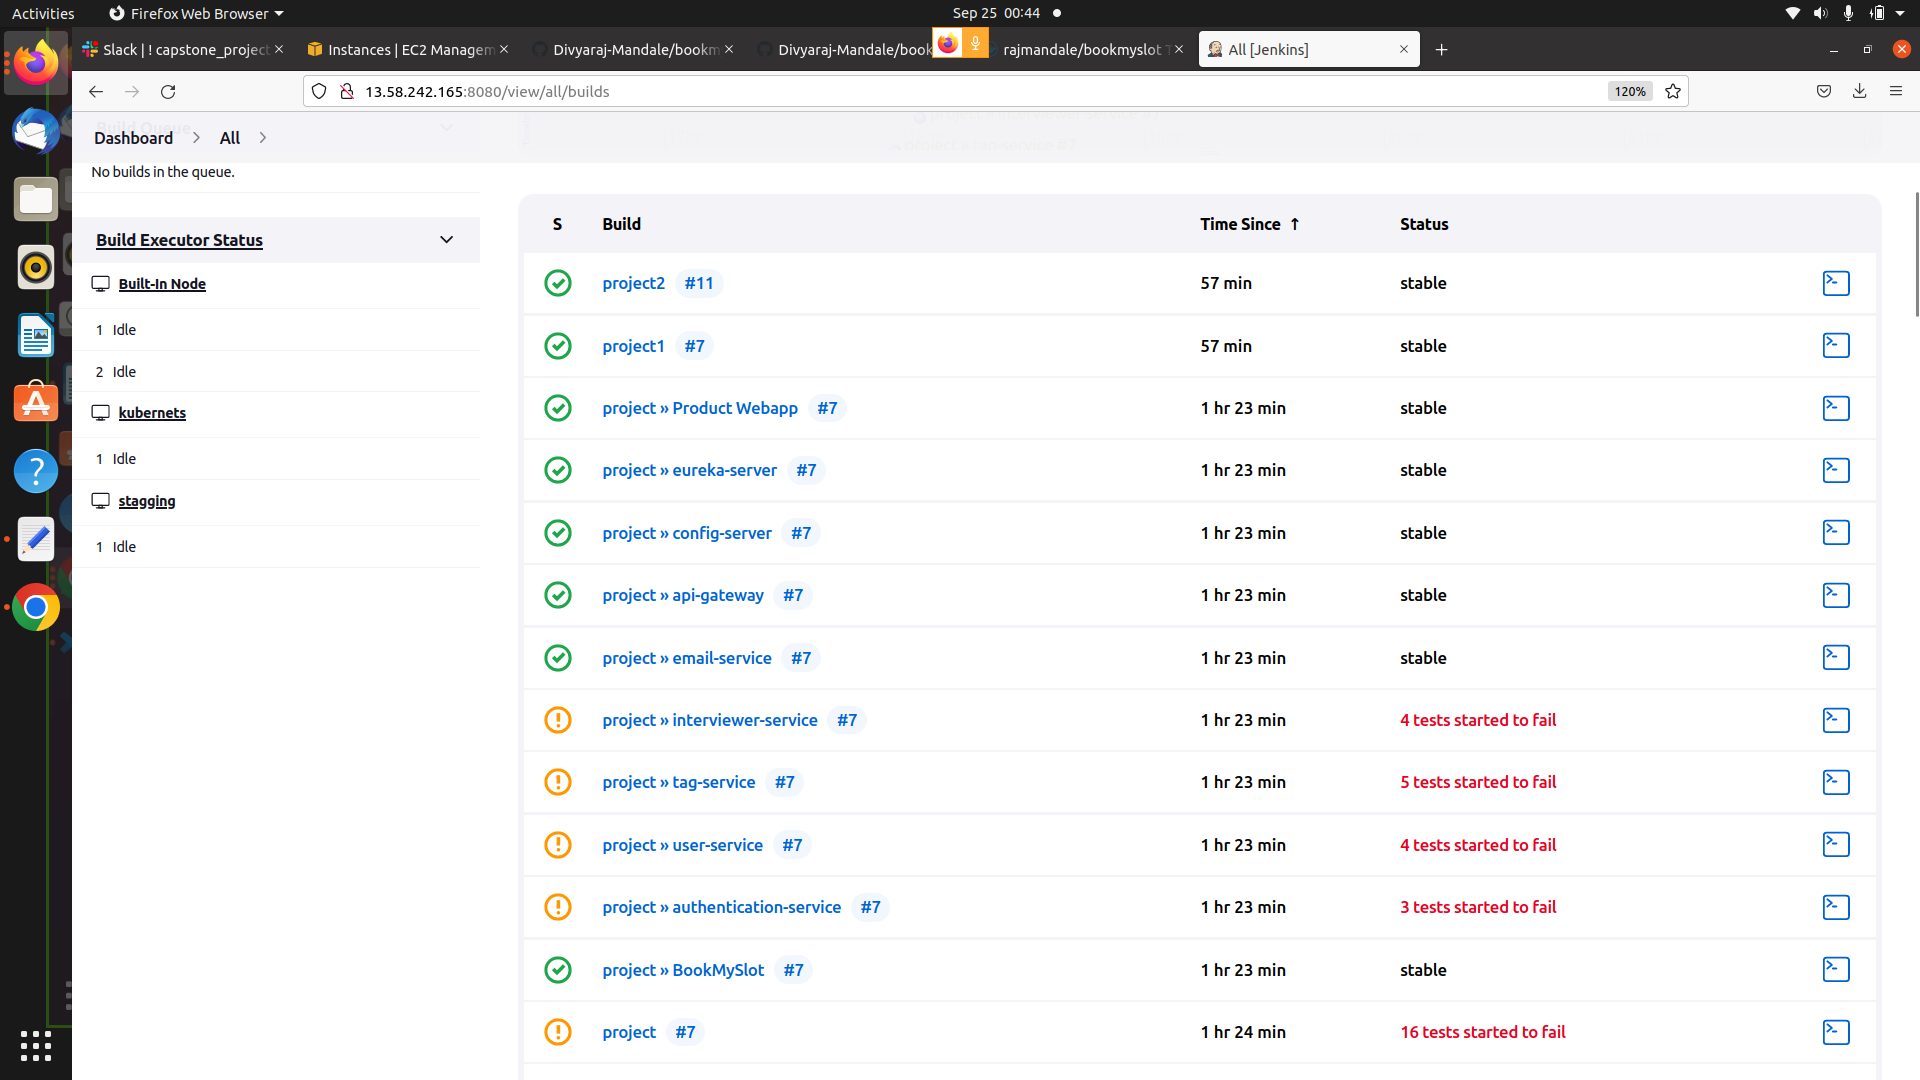 Activities
Firefox Web Browser
Sep 25 00:44
Slack | ! capstone_project
Instances | EC2 Managem
Divyaraj-Mandale/bookm
Divyaraj-Mandale/book
rajmandale/bookmyslot T
All [Jenkins]
13.58.242.165:8080/view/all/builds
120%
Build Queue
Dashboard
All
No builds in the queue.
Build Executor Status
Built-In Node
1 Idle
2 Idle
kubernets
1 Idle
stagging
1 Idle
S Build Time Since ↑ Status
project2 #11 57 min stable
project1 #7 57 min stable
project » Product Webapp #7 1 hr 23 min stable
project » eureka-server #7 1 hr 23 min stable
project » config-server #7 1 hr 23 min stable
project » api-gateway #7 1 hr 23 min stable
project » email-service #7 1 hr 23 min stable
project » interviewer-service #7 1 hr 23 min 4 tests started to fail
project » tag-service #7 1 hr 23 min 5 tests started to fail
project » user-service #7 1 hr 23 min 4 tests started to fail
project » authentication-service #7 1 hr 23 min 3 tests started to fail
project » BookMySlot #7 1 hr 23 min stable
project #7 1 hr 24 min 16 tests started to fail